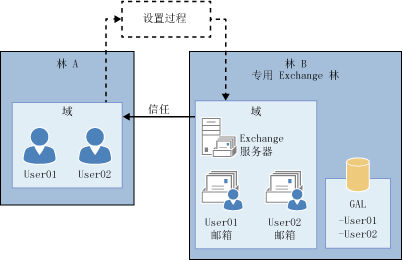 设置过程
林 A
域
User01
User02
信任
林 B
专用 Exchange 林
域
Exchange
服务器
User01
邮箱
User02
邮箱
GAL
-User01
-User02